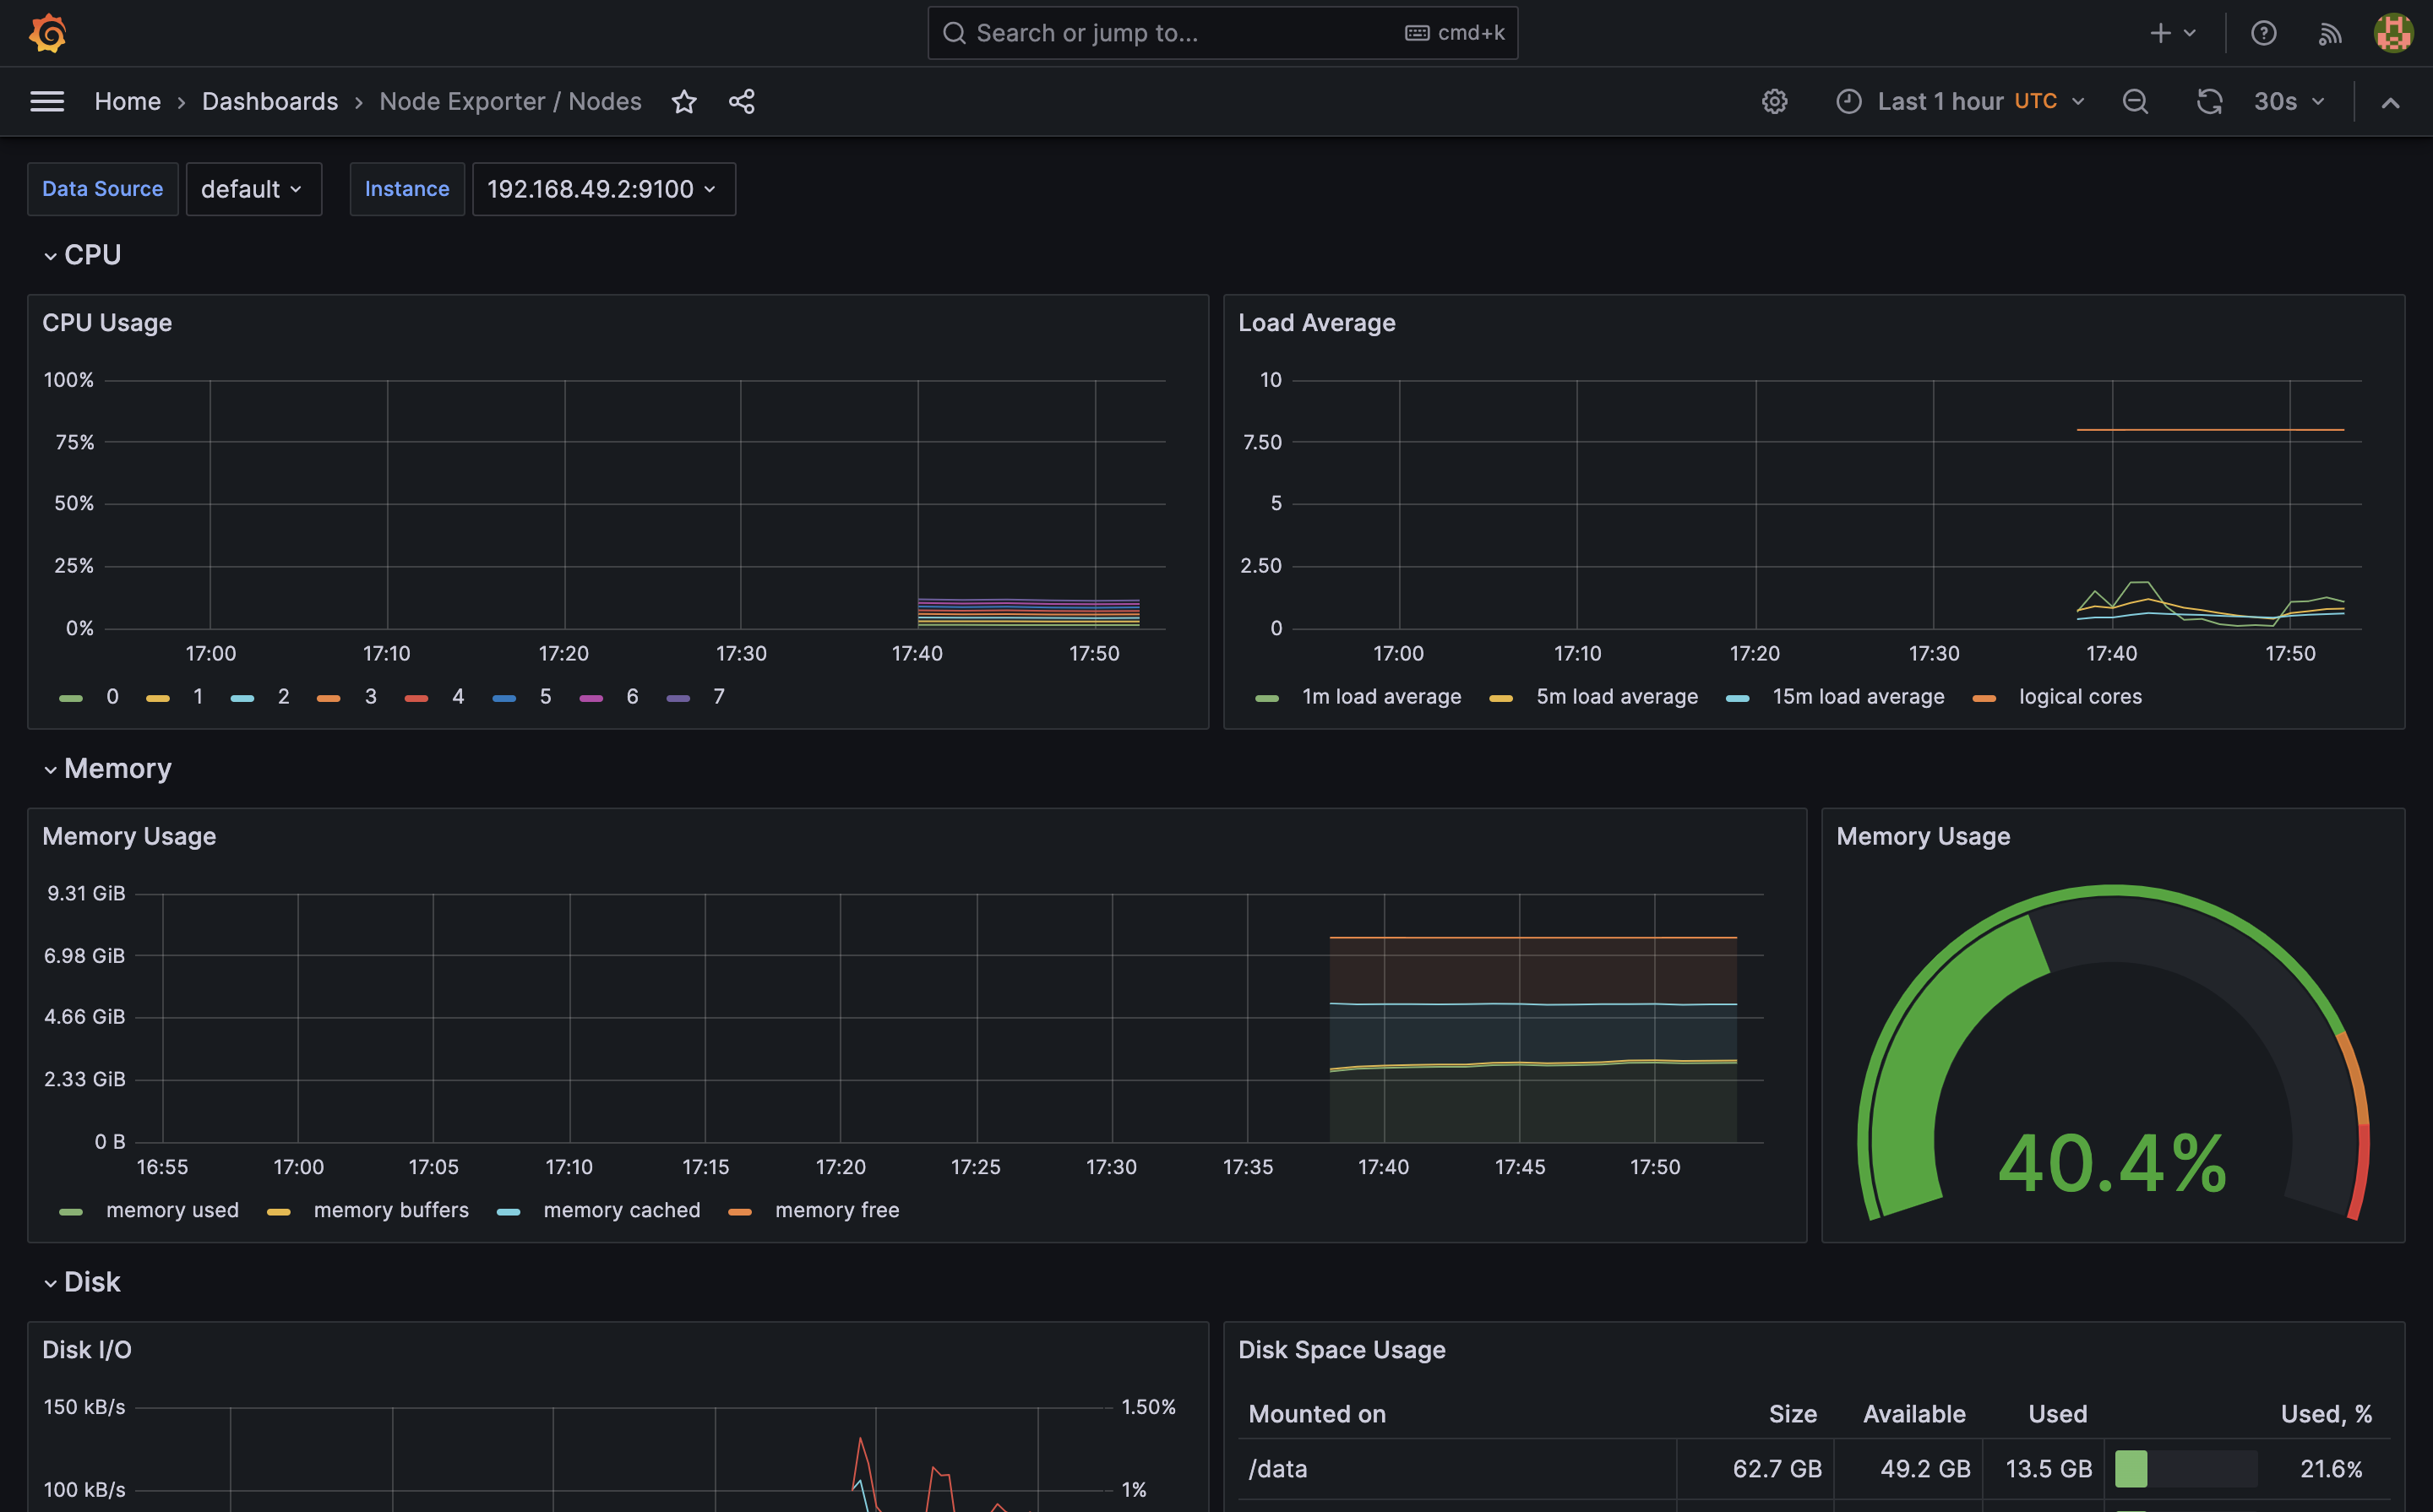 Search or jump to... cmd+k
Home › Dashboards › Node Exporter / Nodes
Last 1 hour UTC 30s
Data Source default Instance 192.168.49.2:9100
CPU
CPU Usage
100%
75%
50%
25%
0%
17:00 17:10 17:20 17:30 17:40 17:50
0 1 2 3 4 5 6 7
Load Average
10
7.50
5
2.50
0
17:00 17:10 17:20 17:30 17:40 17:50
1m load average 5m load average 15m load average logical cores
Memory
Memory Usage
9.31 GiB
6.98 GiB
4.66 GiB
2.33 GiB
0 B
16:55 17:00 17:05 17:10 17:15 17:20 17:25 17:30 17:35 17:40 17:45 17:50
memory used memory buffers memory cached memory free
Memory Usage
40.4%
Disk
Disk I/O
150 kB/s 1.50%
100 kB/s 1%
Disk Space Usage
Mounted on Size Available Used Used, %
/data 62.7 GB 49.2 GB 13.5 GB 21.6%